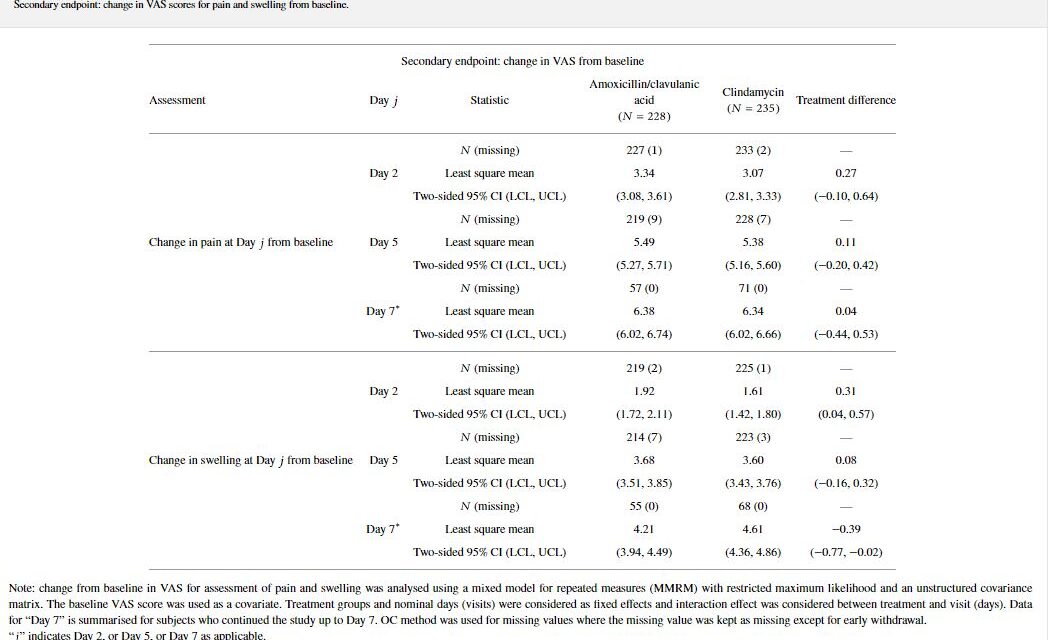 Secondary endpoint: change in VAS scores for pain and swelling from baseline.
Secondary endpoint: change in VAS from baseline
Assessment Day j Statistic Amoxicillin/clavulanic acid (N = 228) Clindamycin (N = 235) Treatment difference
N (missing) 227 (1) 233 (2) —
Day 2 Least square mean 3.34 3.07 0.27
Two-sided 95% CI (LCL, UCL) (3.08, 3.61) (2.81, 3.33) (−0.10, 0.64)
N (missing) 219 (9) 228 (7) —
Change in pain at Day j from baseline Day 5 Least square mean 5.49 5.38 0.11
Two-sided 95% CI (LCL, UCL) (5.27, 5.71) (5.16, 5.60) (−0.20, 0.42)
N (missing) 57 (0) 71 (0) —
Day 7* Least square mean 6.38 6.34 0.04
Two-sided 95% CI (LCL, UCL) (6.02, 6.74) (6.02, 6.66) (−0.44, 0.53)
N (missing) 219 (2) 225 (1) —
Day 2 Least square mean 1.92 1.61 0.31
Two-sided 95% CI (LCL, UCL) (1.72, 2.11) (1.42, 1.80) (0.04, 0.57)
N (missing) 214 (7) 223 (3) —
Change in swelling at Day j from baseline Day 5 Least square mean 3.68 3.60 0.08
Two-sided 95% CI (LCL, UCL) (3.51, 3.85) (3.43, 3.76) (−0.16, 0.32)
N (missing) 55 (0) 68 (0) —
Day 7* Least square mean 4.21 4.61 −0.39
Two-sided 95% CI (LCL, UCL) (3.94, 4.49) (4.36, 4.86) (−0.77, −0.02)
Note: change from baseline in VAS for assessment of pain and swelling was analysed using a mixed model for repeated measures (MMRM) with restricted maximum likelihood and an unstructured covariance
matrix. The baseline VAS score was used as a covariate. Treatment groups and nominal days (visits) were considered as fixed effects and interaction effect was considered between treatment and visit (days). Data
for “Day 7” is summarised for subjects who continued the study up to Day 7. OC method was used for missing values where the missing value was kept as missing except for early withdrawal.
“j” indicates Day 2, or Day 5, or Day 7 as applicable.